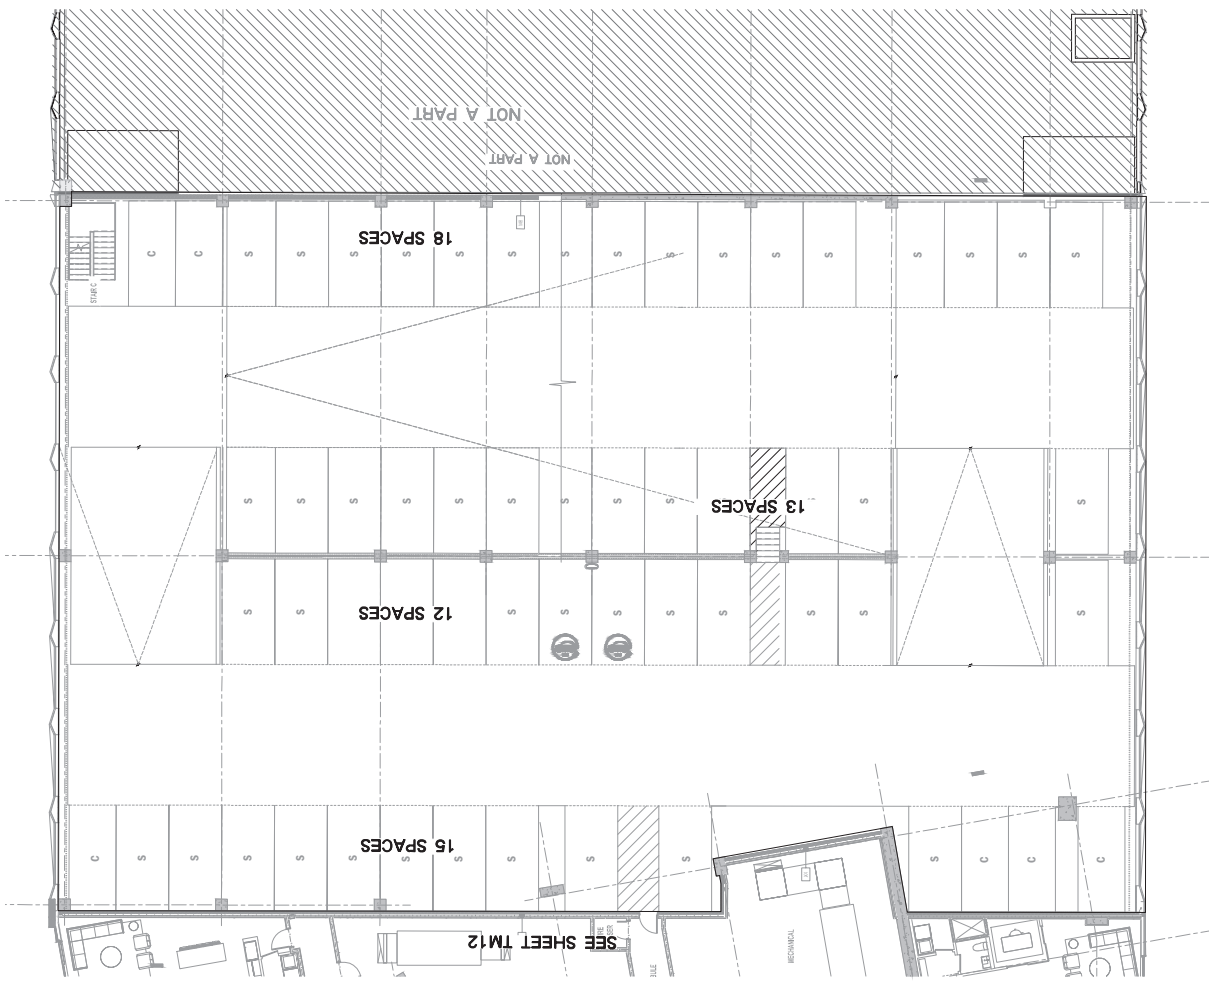 NOT A PART
NOT A PART
18 SPACES
C C S S S S S S S S S S S S S S S S
STAIR C
S S S S S S S S S S S
13 SPACES
12 SPACES
S S S S S S S S S S
15 SPACES
C S S S S S S S S S S S C C C
SEE SHEET TM12
MECHANICAL